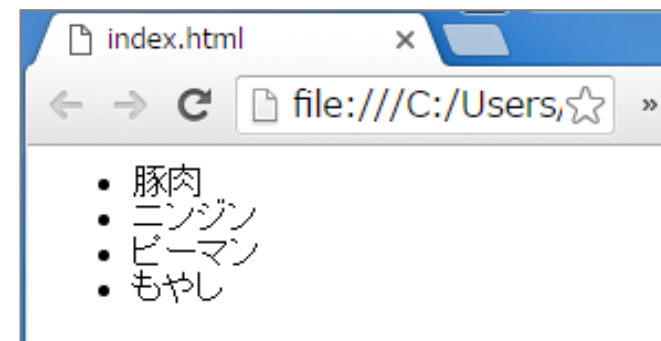 index.html
file:///C:/Users/
»
豚肉
ニンジン
ピーマン
もやし